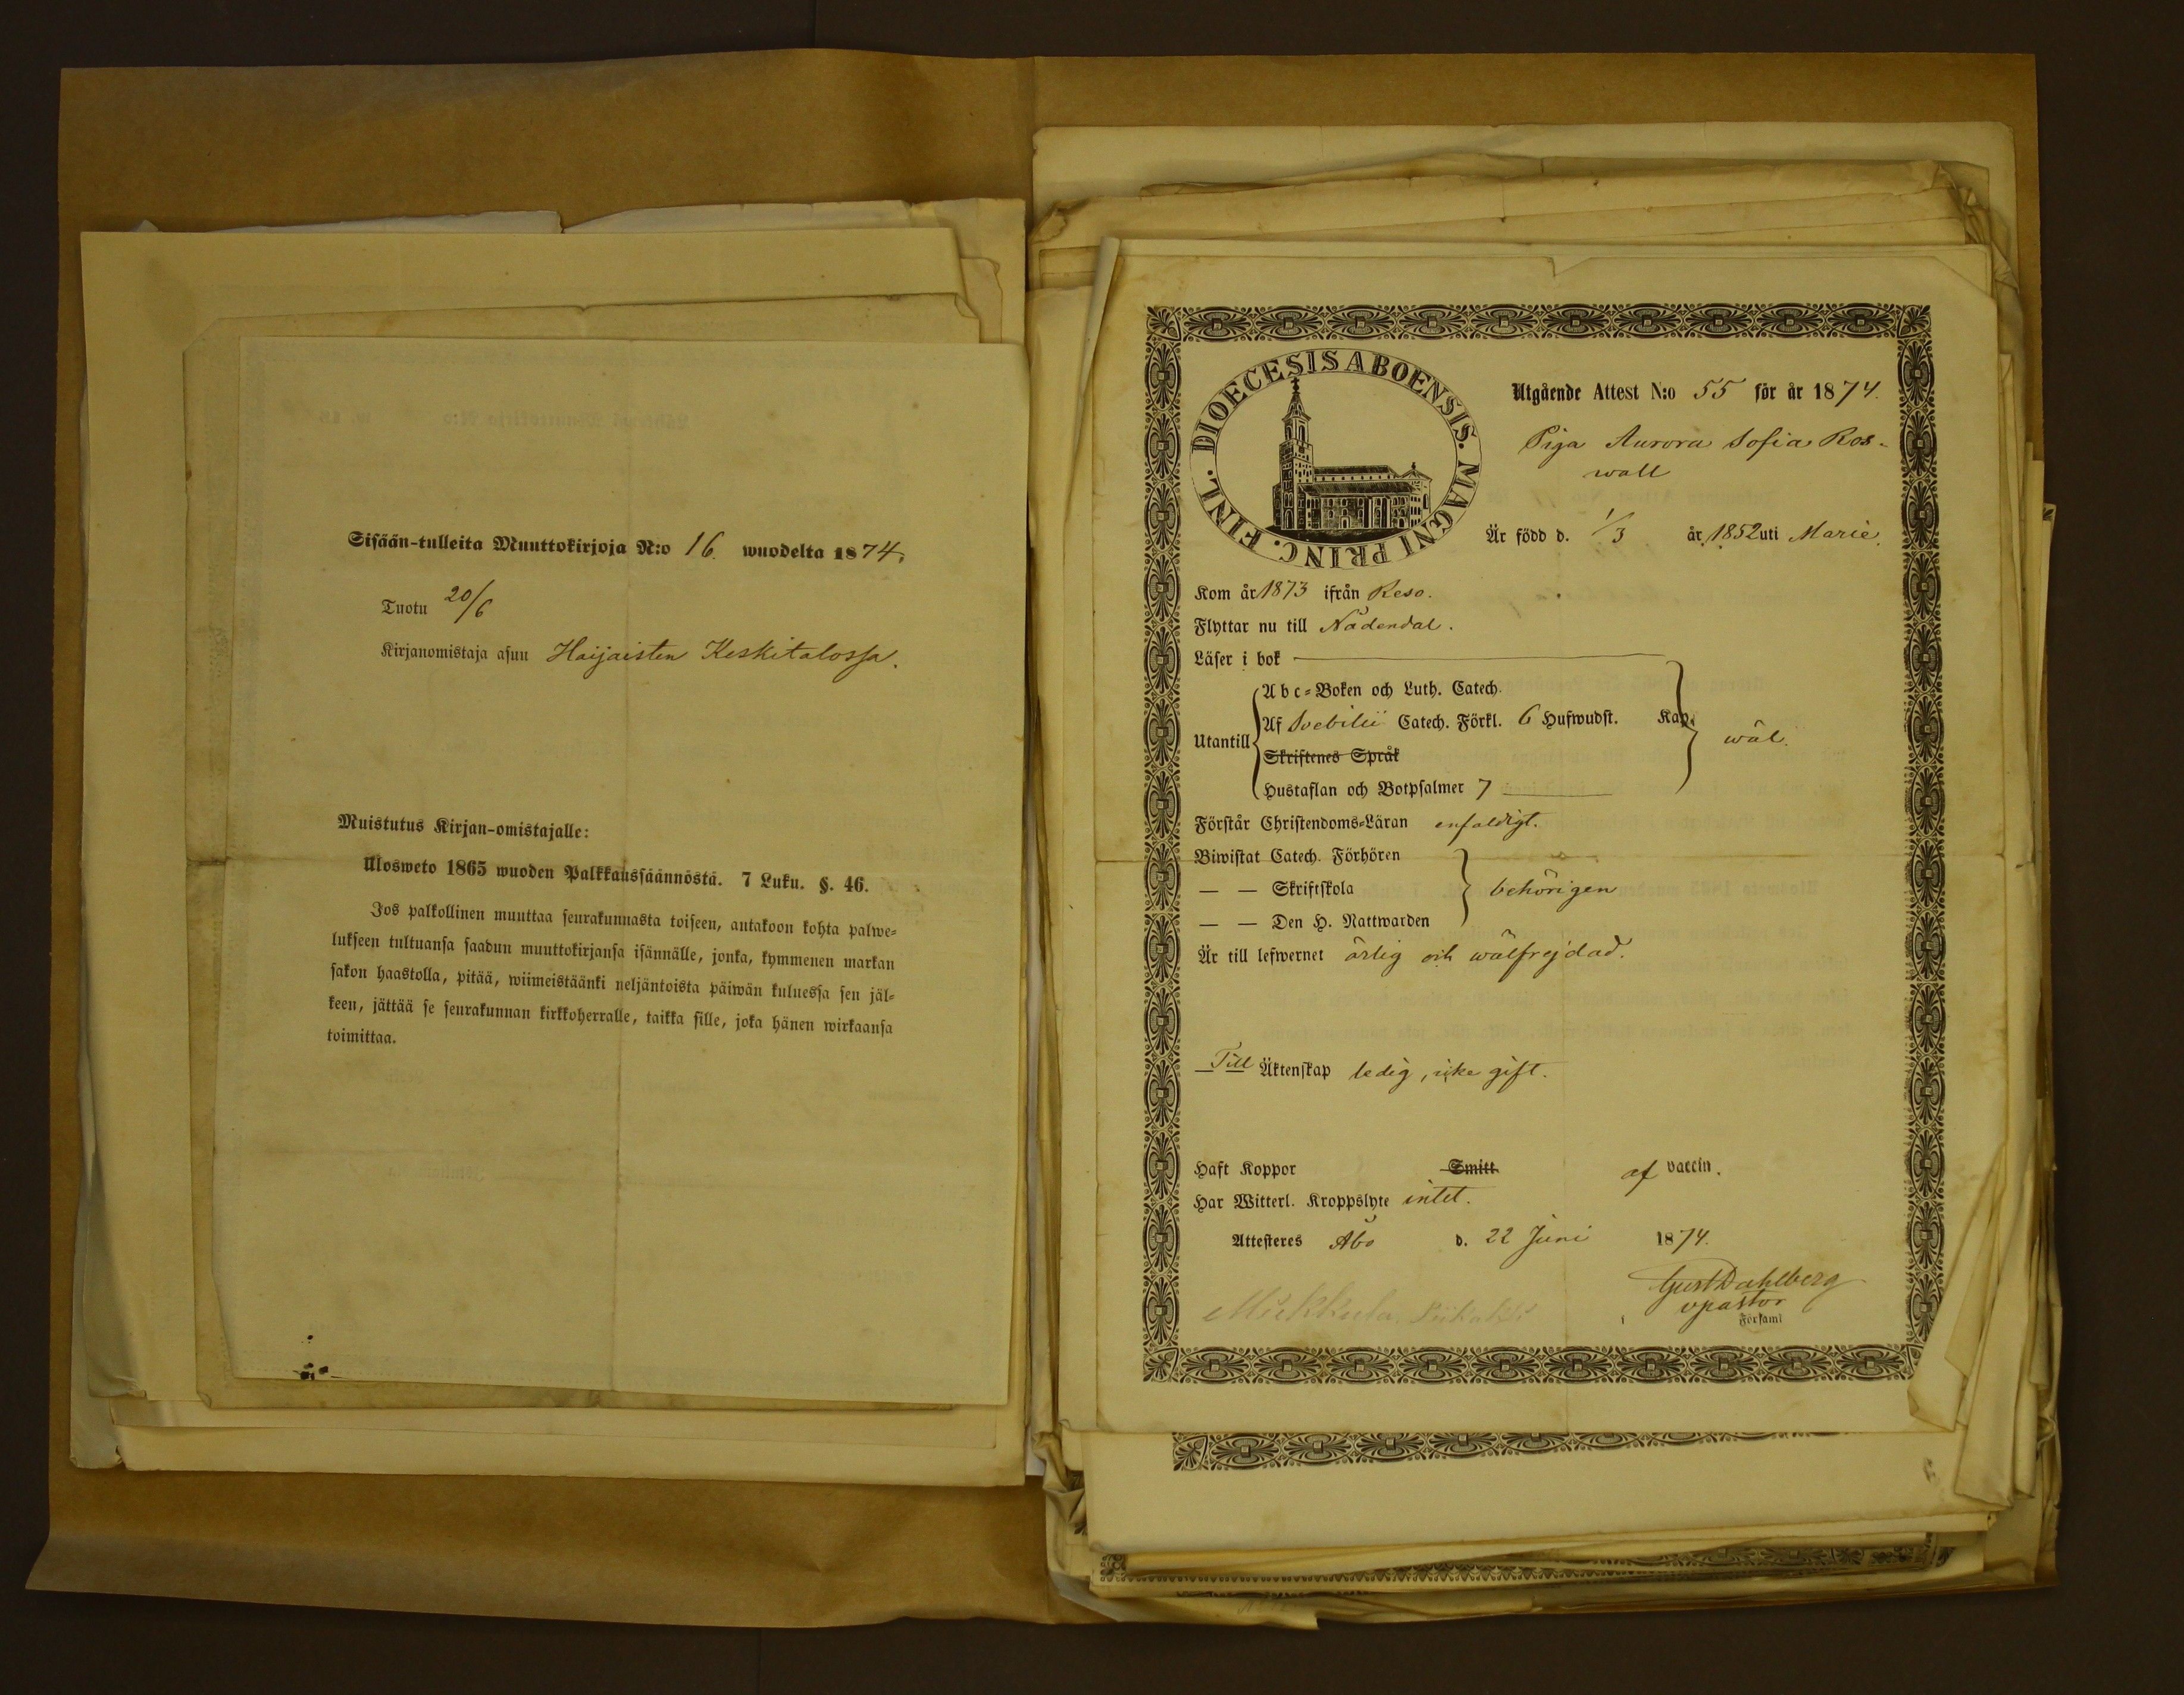 Sisään-tulleita Muuttokirjoja N:o 16. wuodelta 1874.
Tuotu 20/6
Kirjanomistaja asuu Haijaisten Keskitalossa.
Muistutus Kirjan-omistajalle:
Ulosweto 1865 wuoden Palkkaussäännöstä. 7 Luku. §. 46.
Jos palkollinen muuttaa seurakunnasta toiseen, antakoon kohta palwe-
lukseen tultuansa saadun muuttokirjansa isännälle, jonka, kymmenen markan
sakon haastolla, pitää, wiimeistäänki neljäntoista päiwän kuluessa sen jäl-
keen, jättää se seurakunnan kirkkoherralle, taikka sille, joka hänen wirkaansa
toimittaa.
DIOECESIS ABOENSIS. MAGNI PRINC. FINL.
Utgående Attest N:o 55 för år 1874.
Piga Aurora Sofia Ros-
wall
Är född d. 1/3 år 1852 uti Marie.
Kom år 1873 ifrån Reso.
Flyttar nu till Nådendal.
Läser i bok
Abc-Boken och Luth. Catech.
Utantill Af Svebilii Catech. Förkl. 6 Hufwudst. Kap. wäl.
Skriftenes Språk
Hustaflan och Botpsalmer 7
Förstår Christendoms-Läran enfaldigt.
Biwistat Catech. Förhören
— — Skriftskola behörigen
— — Den H. Nattwarden
Är till lefwernet ärlig och wälfrejdad.
Till Äktenskap ledig, icke gift.
Haft Koppor Smitt af vaccin.
Har Witterl. Kroppslyte intet.
Attesteres Åbo d. 22 Juni 1874.
Gust Dahlberg
vpastor
Församl